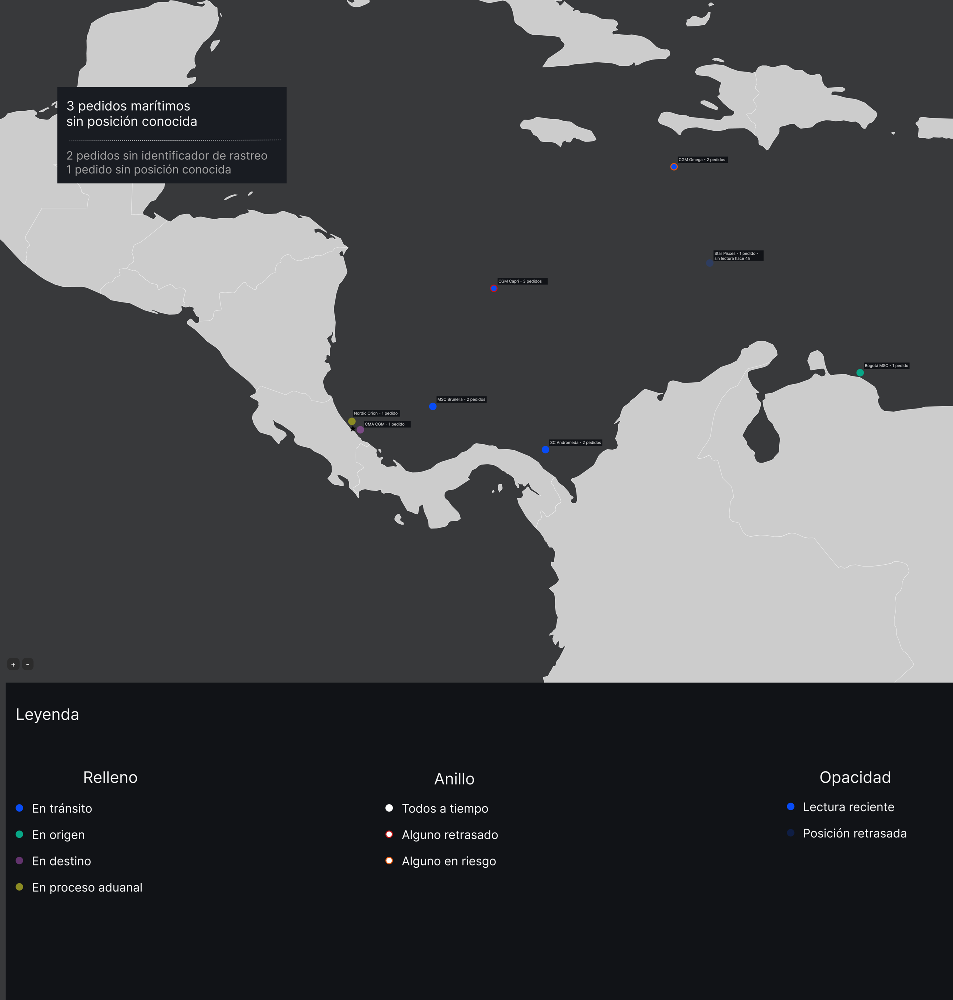 3 pedidos marítimos
sin posición conocida
2 pedidos sin identificador de rastreo
1 pedido sin posición conocida
CGM Omega - 2 pedidos
Star Pisces - 1 pedido -
sin lectura hace 4h
CGM Capri - 3 pedidos
Bogotá MSC - 1 pedido
MSC Brunella - 2 pedidos
Nordic Orion - 1 pedido
CMA CGM - 1 pedido
SC Andromeda - 2 pedidos
+ -
Leyenda
Relleno
En tránsito
En origen
En destino
En proceso aduanal
Anillo
Todos a tiempo
Alguno retrasado
Alguno en riesgo
Opacidad
Lectura reciente
Posición retrasada